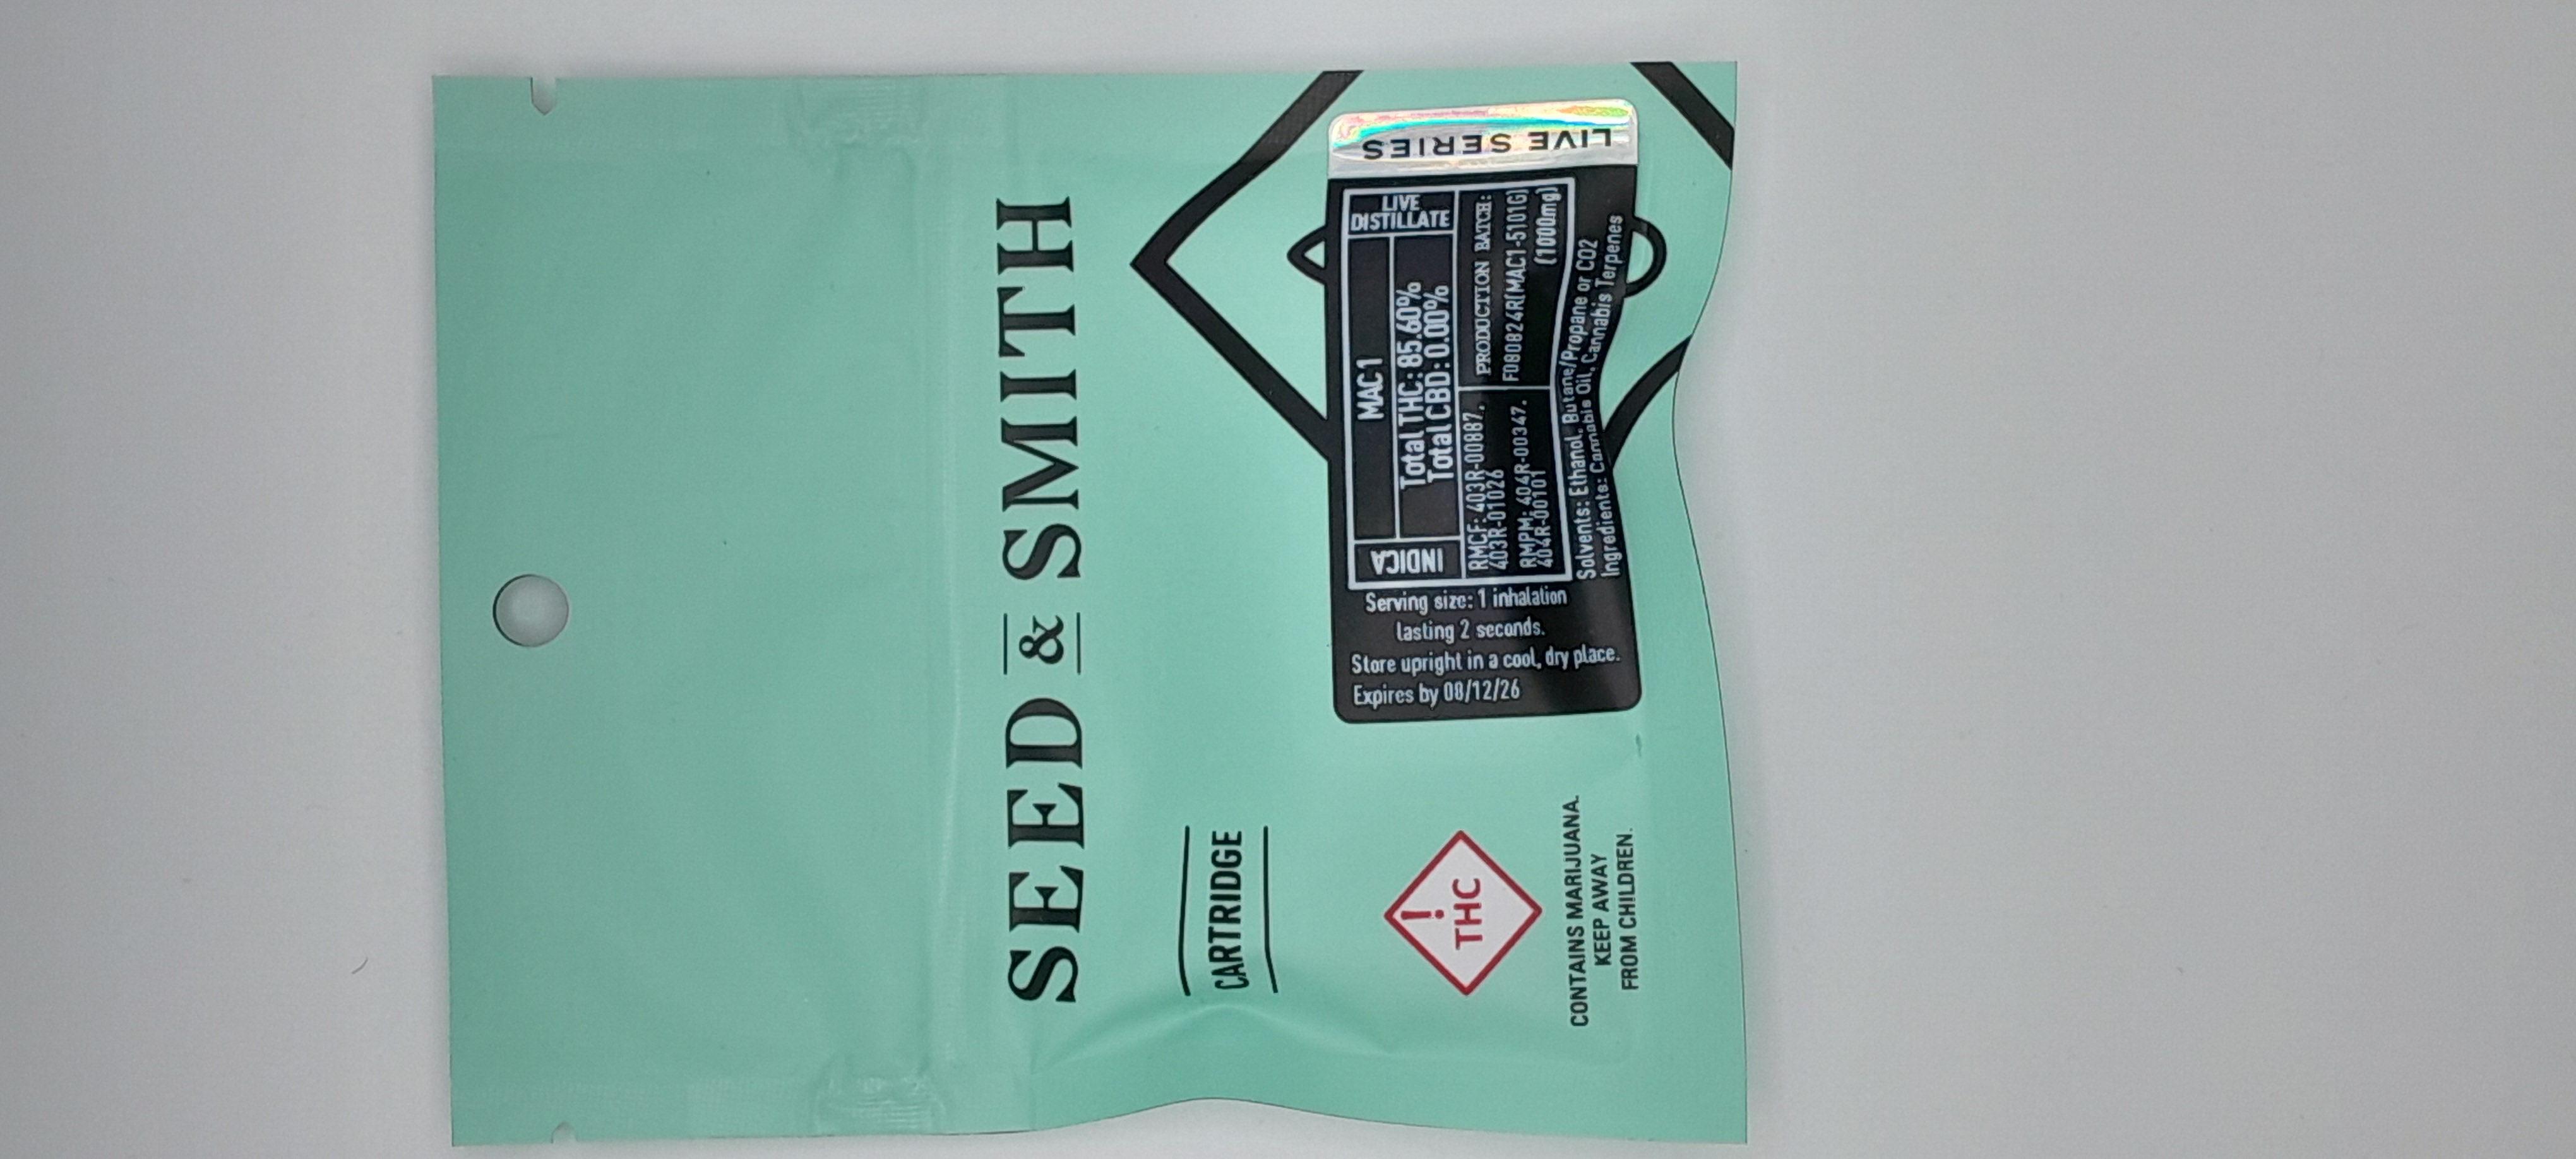 SEED & SMITH
CARTRIDGE
LIVE SERIES
INDICA
MAC 1
LIVE
DISTILLATE
Total THC: 85.60%
Total CBD: 0.00%
RMCF: 403R-00887,
403R-01026
RMPM: 404R-00347.
404R-00101
PRODUCTION BATCH:
F080824R(MAC1-5101G)
(1000mg)
Solvents: Ethanol, Butane/Propane or CO2
Ingredients: Cannabis Oil, Cannabis Terpenes
Serving size: 1 inhalation
lasting 2 seconds.
Store upright in a cool, dry place.
Expires by 08/12/26
!
THC
CONTAINS MARIJUANA.
KEEP AWAY
FROM CHILDREN.